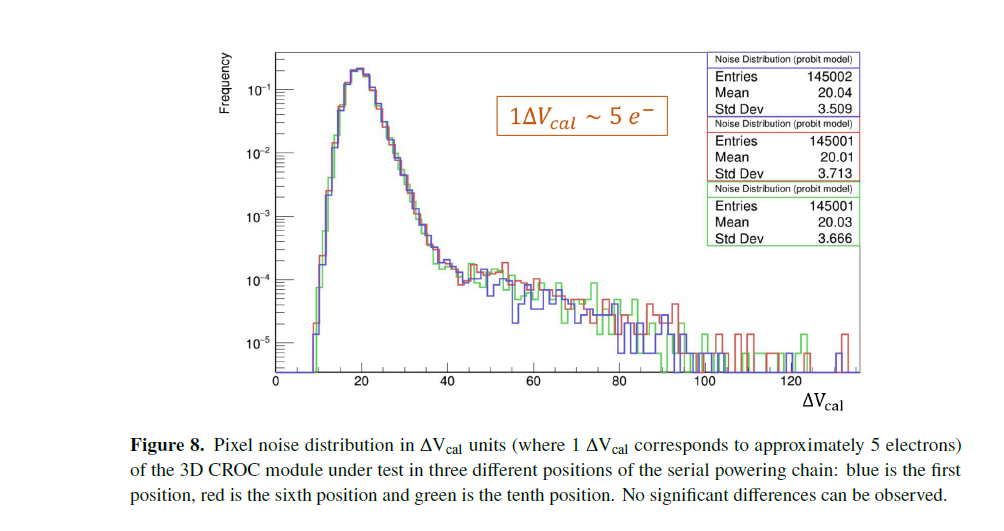 Frequency
10⁻¹
10⁻²
10⁻³
10⁻⁴
10⁻⁵
0 20 40 60 80 100 120
ΔVcal
1ΔVcal ~ 5 e⁻
Noise Distribution (probit model)
Entries 145002
Mean 20.04
Std Dev 3.509
Noise Distribution (probit model)
Entries 145001
Mean 20.01
Std Dev 3.713
Noise Distribution (probit model)
Entries 145001
Mean 20.03
Std Dev 3.666
Figure 8. Pixel noise distribution in ΔVcal units (where 1 ΔVcal corresponds to approximately 5 electrons)
of the 3D CROC module under test in three different positions of the serial powering chain: blue is the first
position, red is the sixth position and green is the tenth position. No significant differences can be observed.